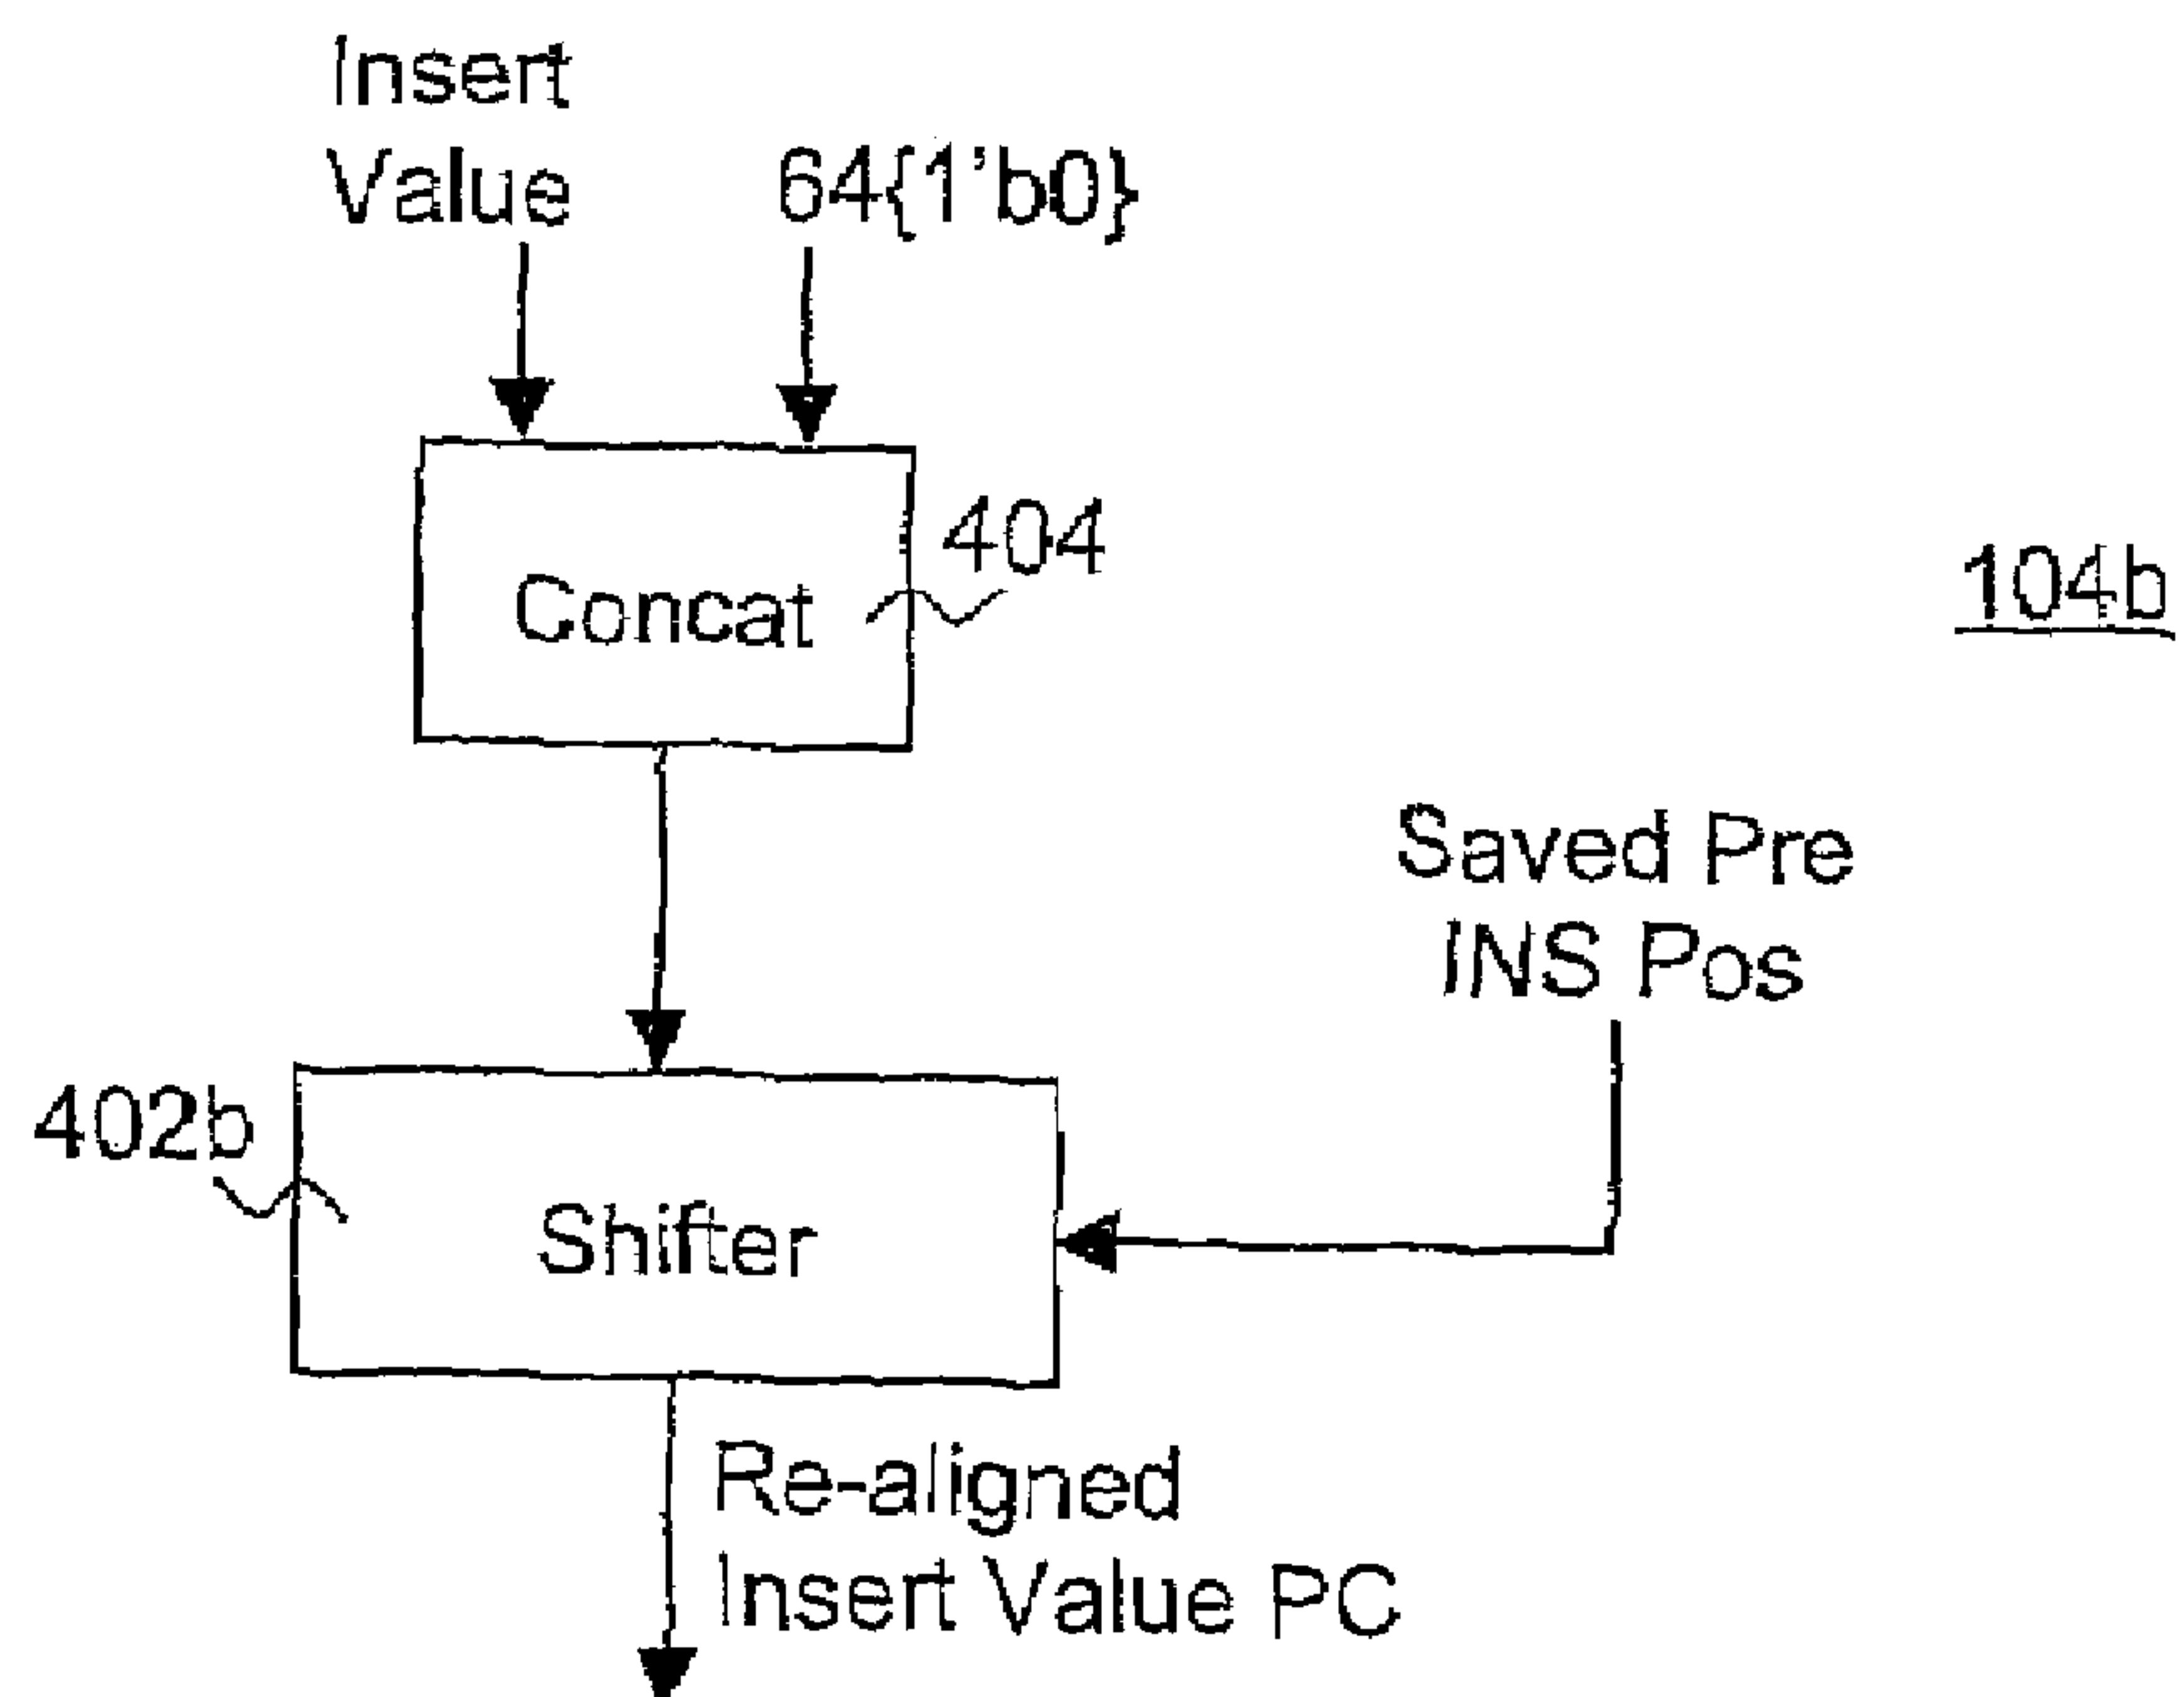 Insert
Value
64{1'b0}
404
Concat
104b
Saved Pre
INS Pos
402b
Shifter
Re-aligned
Insert Value PC